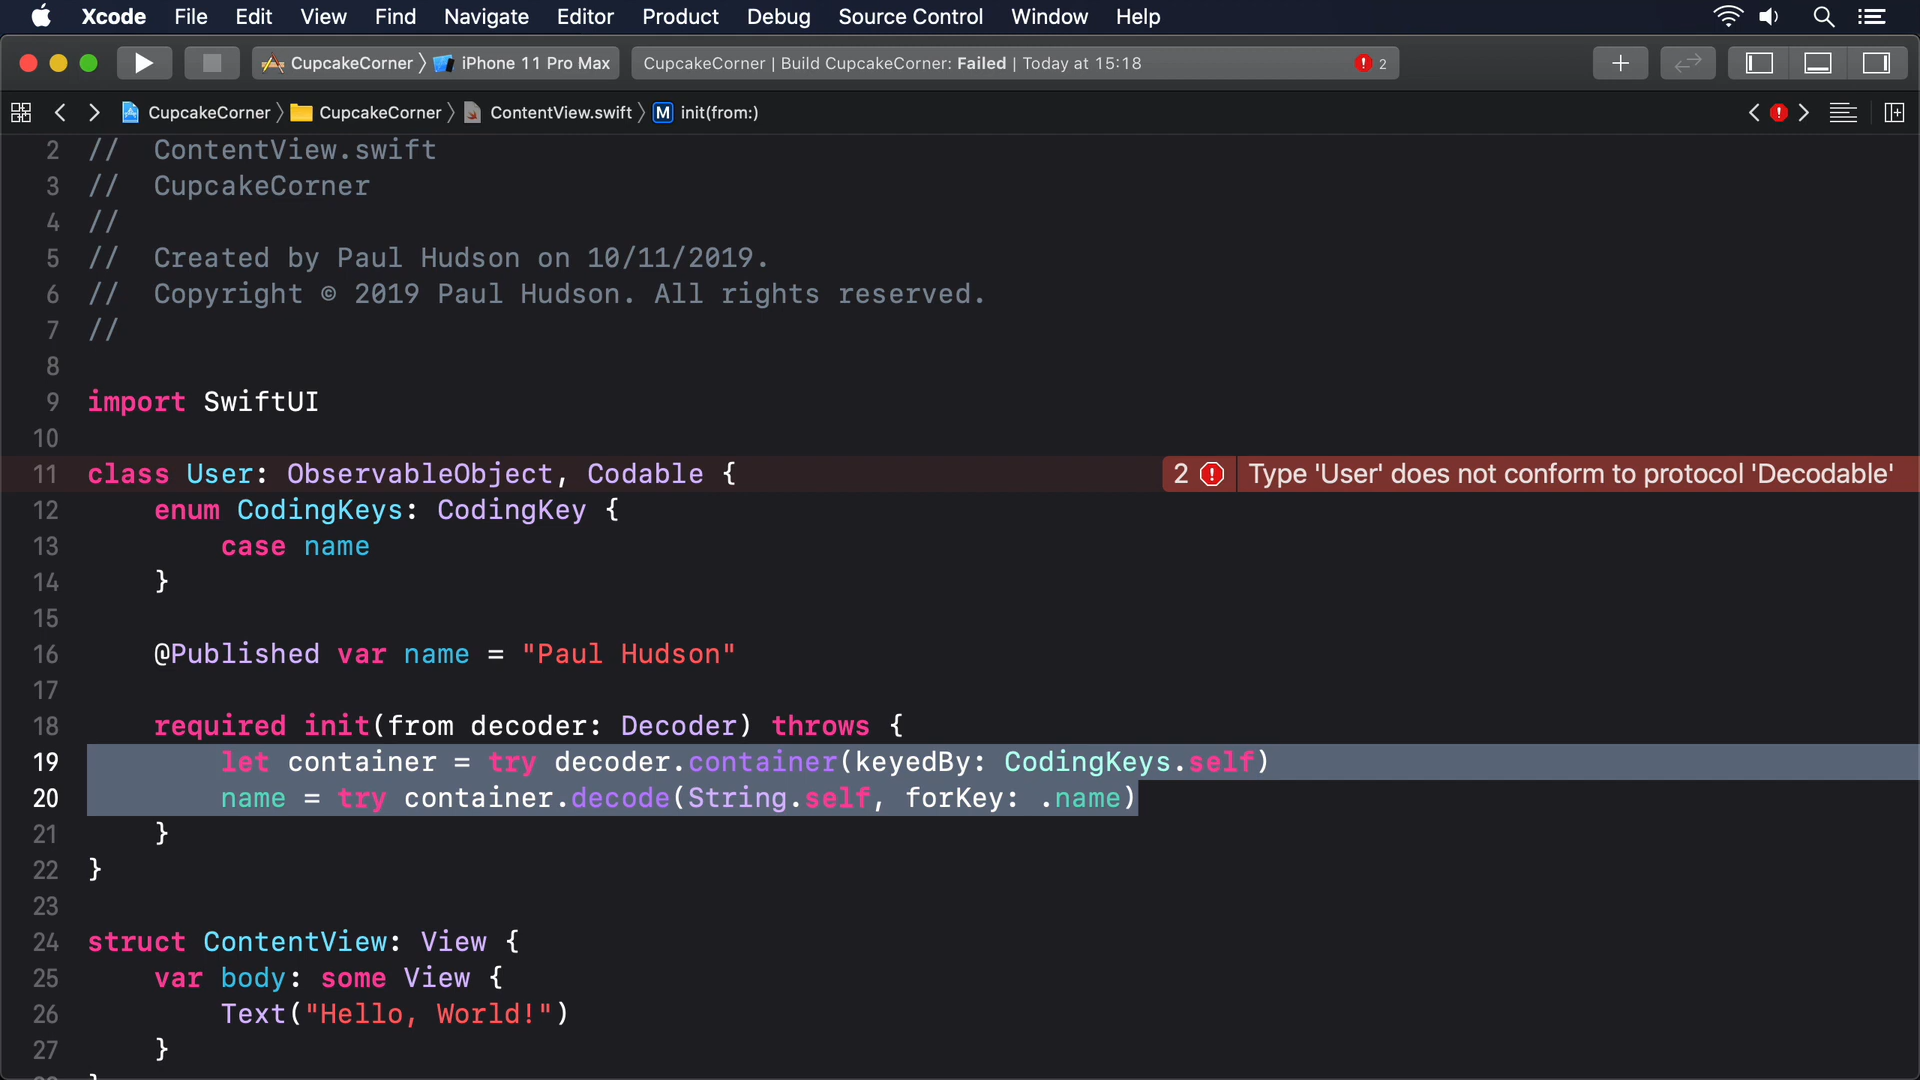 Xcode File Edit View Find Navigate Editor Product Debug Source Control Window Help
CupcakeCorner 〉 iPhone 11 Pro Max CupcakeCorner | Build CupcakeCorner: Failed | Today at 15:18 2
CupcakeCorner 〉 CupcakeCorner 〉 ContentView.swift 〉 M init(from:)
2 //  ContentView.swift
3 //  CupcakeCorner
4 //
5 //  Created by Paul Hudson on 10/11/2019.
6 //  Copyright © 2019 Paul Hudson. All rights reserved.
7 //
8
9 import SwiftUI
10
11 class User: ObservableObject, Codable { 2 Type 'User' does not conform to protocol 'Decodable'
12     enum CodingKeys: CodingKey {
13         case name
14     }
15
16     @Published var name = "Paul Hudson"
17
18     required init(from decoder: Decoder) throws {
19         let container = try decoder.container(keyedBy: CodingKeys.self)
20         name = try container.decode(String.self, forKey: .name)
21     }
22 }
23
24 struct ContentView: View {
25     var body: some View {
26         Text("Hello, World!")
27     }